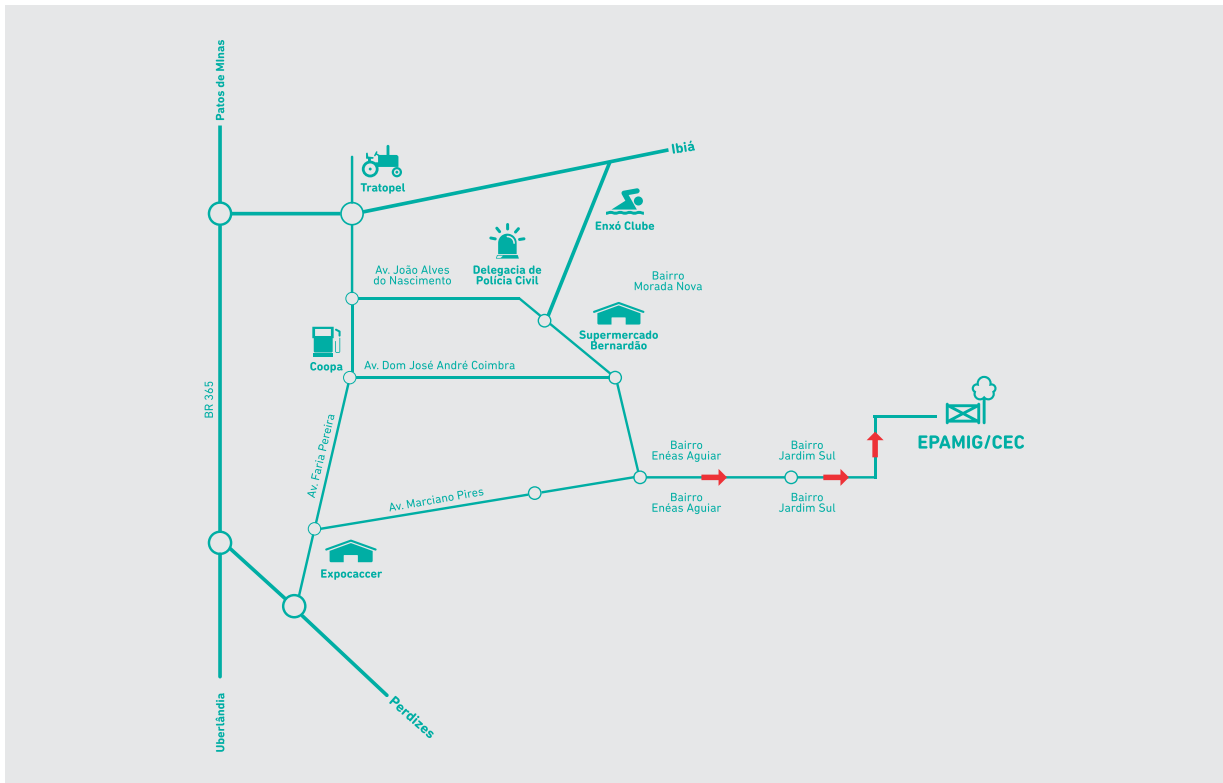 Patos de MInas
Ibiá
Tratopel
Enxó Clube
Av. João Alves
do Nascimento
Delegacia de
Polícia Civil
Bairro
Morada Nova
Supermercado
Bernardão
Coopa
Av. Dom José André Coimbra
BR 365
Av. Faria Pereira
EPAMIG/CEC
Bairro
Enéas Aguiar
Bairro
Jardim Sul
Av. Marciano Pires
Bairro
Enéas Aguiar
Bairro
Jardim Sul
Expocaccer
Uberlândia
Perdizes